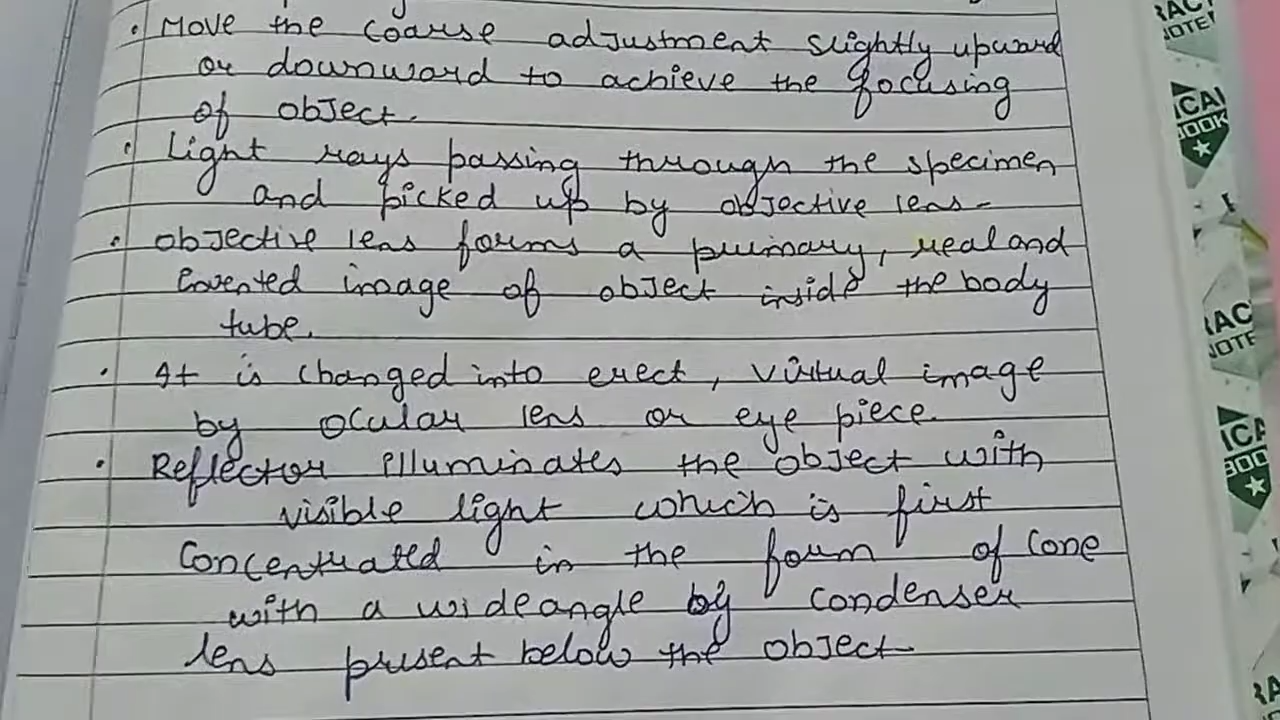 • Move the coarse adjustment slightly upward
or downward to achieve the focusing
of object.
• Light rays passing through the specimen
and picked up by objective lens-
• objective lens forms a primary, real and
invented image of object inside the body
tube.
• It is changed into erect, virtual image
by ocular lens or eye piece.
• Reflector illuminates the object with
visible light which is first
concentrated in the form of cone
with a wide angle by condenser
lens present below the object
ICAL
BOOK